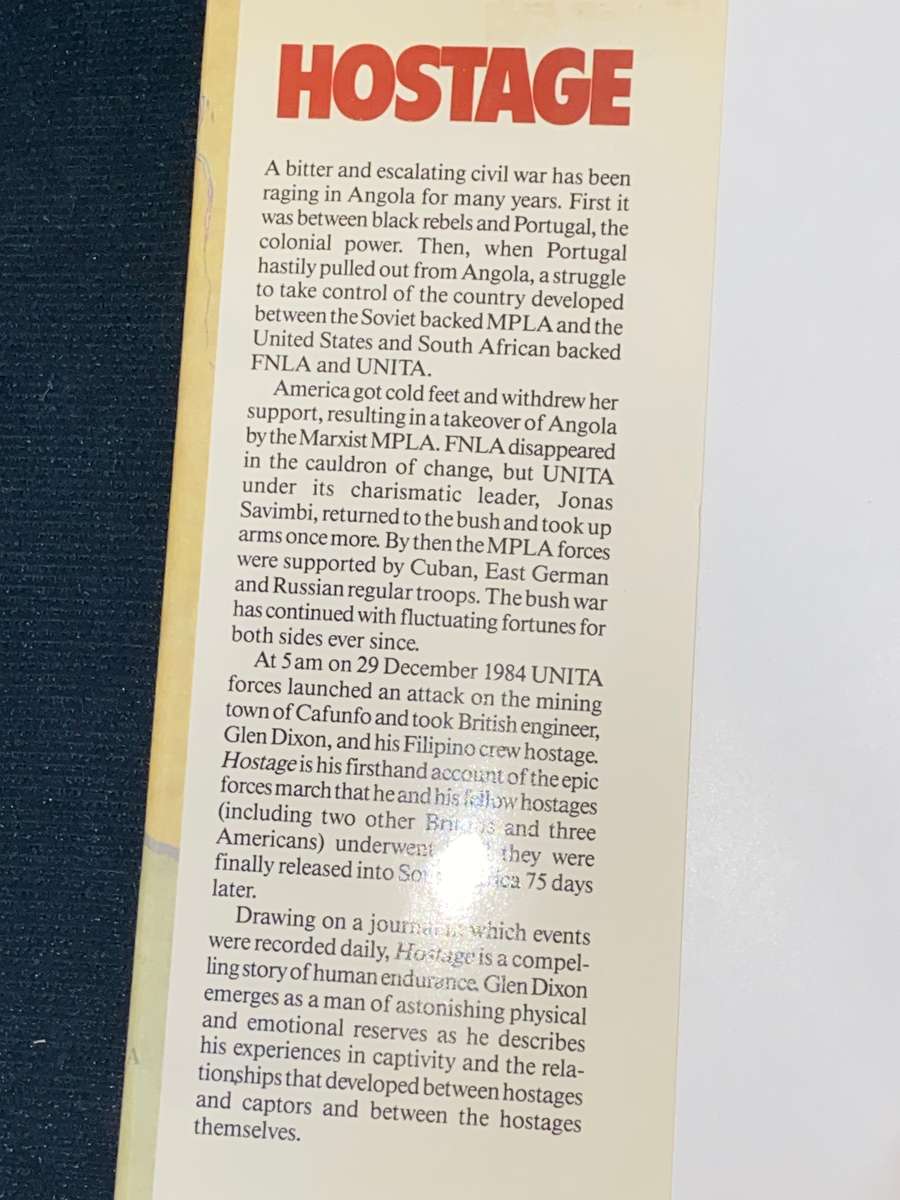 HOSTAGE
A bitter and escalating civil war has been
raging in Angola for many years. First it
was between black rebels and Portugal, the
colonial power. Then, when Portugal
hastily pulled out from Angola, a struggle
to take control of the country developed
between the Soviet backed MPLA and the
United States and South African backed
FNLA and UNITA.
America got cold feet and withdrew her
support, resulting in a takeover of Angola
by the Marxist MPLA. FNLA disappeared
in the cauldron of change, but UNITA
under its charismatic leader, Jonas
Savimbi, returned to the bush and took up
arms once more. By then the MPLA forces
were supported by Cuban, East German
and Russian regular troops. The bush war
has continued with fluctuating fortunes for
both sides ever since.
At 5am on 29 December 1984 UNITA
forces launched an attack on the mining
town of Cafunfo and took British engineer,
Glen Dixon, and his Filipino crew hostage.
Hostage is his firsthand account of the epic
forces march that he and his fellow hostages
(including two other Britons and three
Americans) underwent they were
finally released into 75 days
later.
Drawing on a journal in which events
were recorded daily, Hostage is a compel-
ling story of human endurance. Glen Dixon
emerges as a man of astonishing physical
and emotional reserves as he describes
his experiences in captivity and the rela-
tionships that developed between hostages
and captors and between the hostages
themselves.